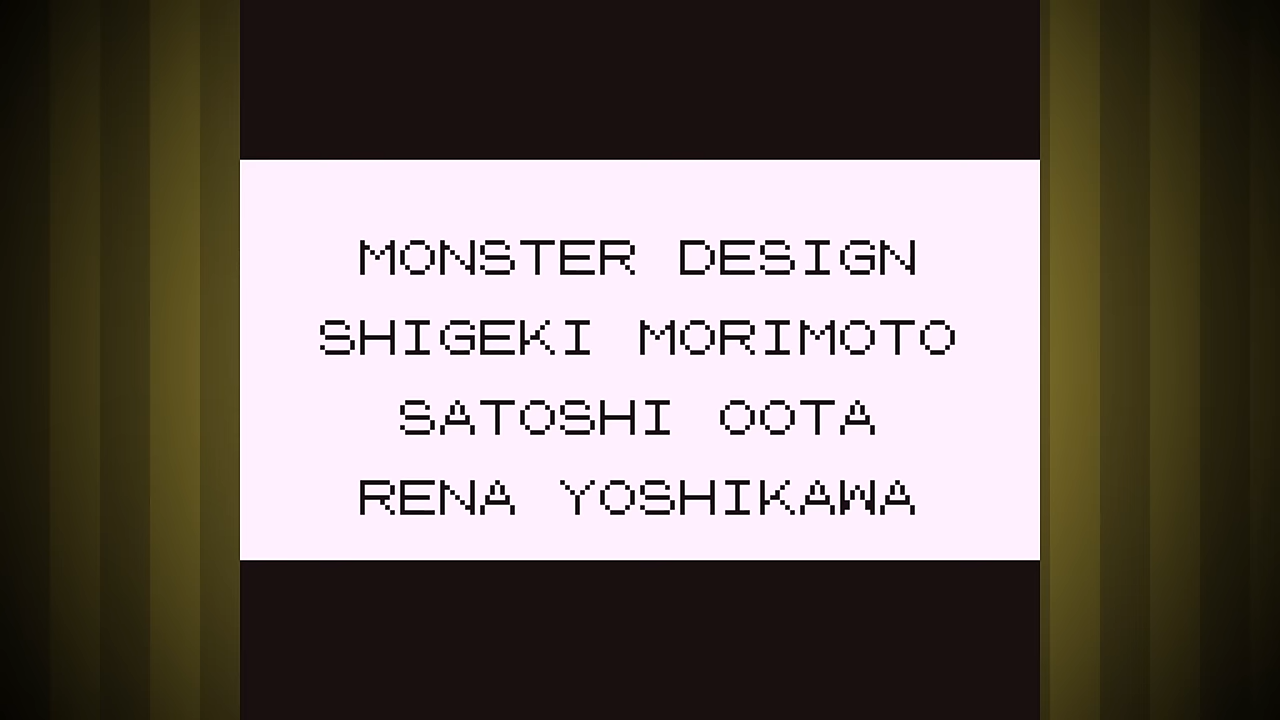 MONSTER DESIGN
SHIGEKI MORIMOTO
SATOSHI OOTA
RENA YOSHIKAWA